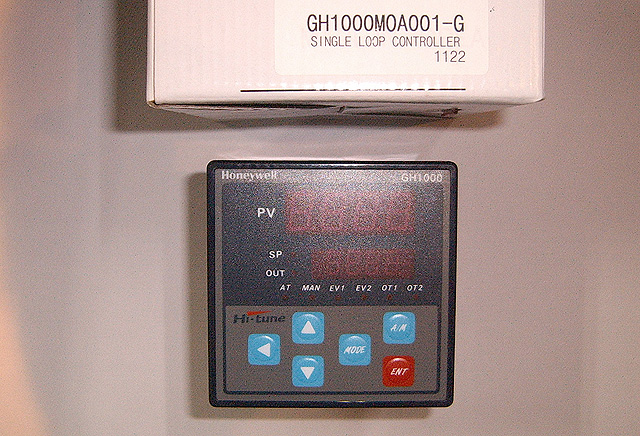 GH1000MOA001-G
SINGLE LOOP CONTROLLER
1122
Honeywell GH1000
PV
SP
OUT
AT MAN EV1 EV2 OT1 OT2
Hi-tune
A/M
MODE
ENT